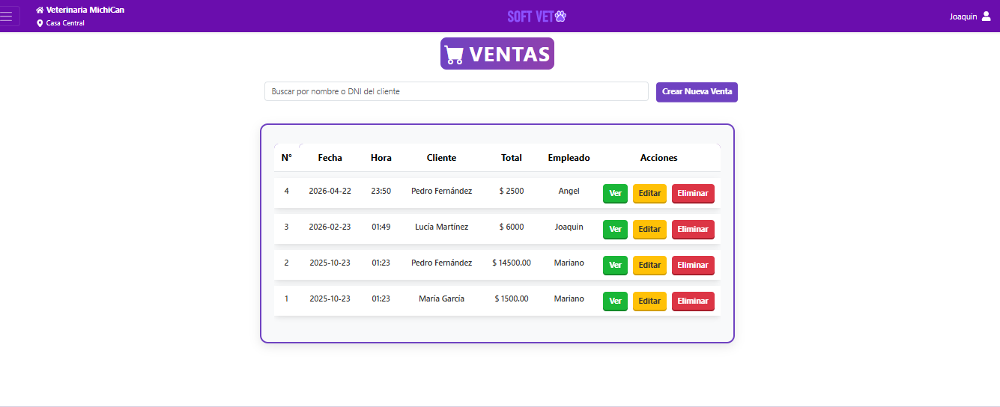 Veterinaria MichiCan
Casa Central
SOFT VET
Joaquin
VENTAS
Buscar por nombre o DNI del cliente
Crear Nueva Venta
N° Fecha Hora Cliente Total Empleado Acciones
4 2026-04-22 23:50 Pedro Fernández $ 2500 Angel Ver Editar Eliminar
3 2026-02-23 01:49 Lucía Martínez $ 6000 Joaquin Ver Editar Eliminar
2 2025-10-23 01:23 Pedro Fernández $ 14500.00 Mariano Ver Editar Eliminar
1 2025-10-23 01:23 María García $ 1500.00 Mariano Ver Editar Eliminar